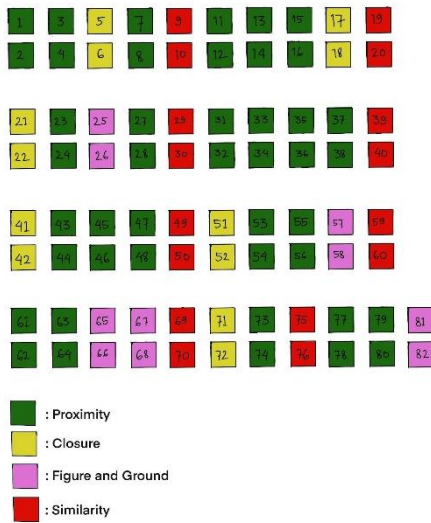 1 3 5 7 9 11 13 15 17 19
2 4 6 8 10 12 14 16 18 20
21 23 25 27 29 31 33 35 37 39
22 24 26 28 30 32 34 36 38 40
41 43 45 47 49 51 53 55 57 59
42 44 46 48 50 52 54 56 58 60
61 63 65 67 69 71 73 75 77 79 81
62 64 66 68 70 72 74 76 78 80 82
: Proximity
: Closure
: Figure and Ground
: Similarity